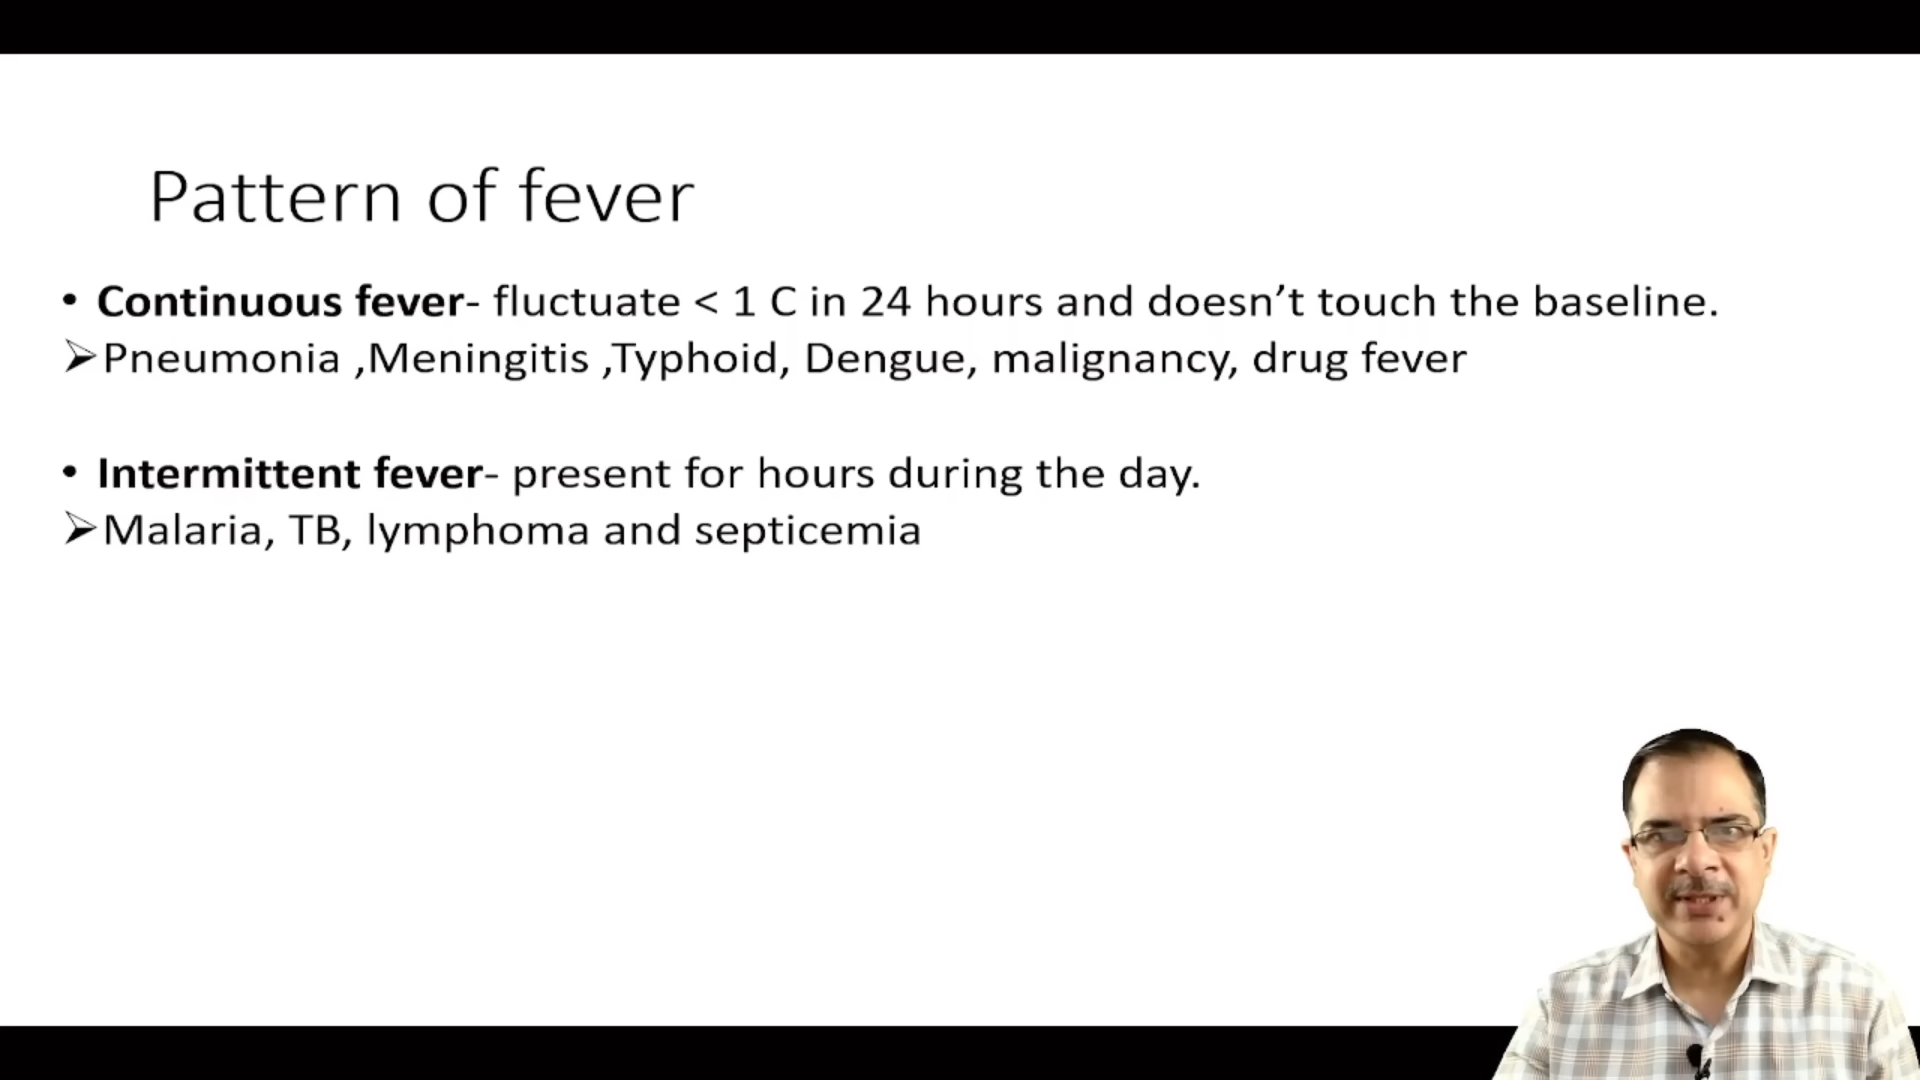 Pattern of fever
• Continuous fever- fluctuate < 1 C in 24 hours and doesn’t touch the baseline.
➢Pneumonia ,Meningitis ,Typhoid, Dengue, malignancy, drug fever
• Intermittent fever- present for hours during the day.
➢Malaria, TB, lymphoma and septicemia